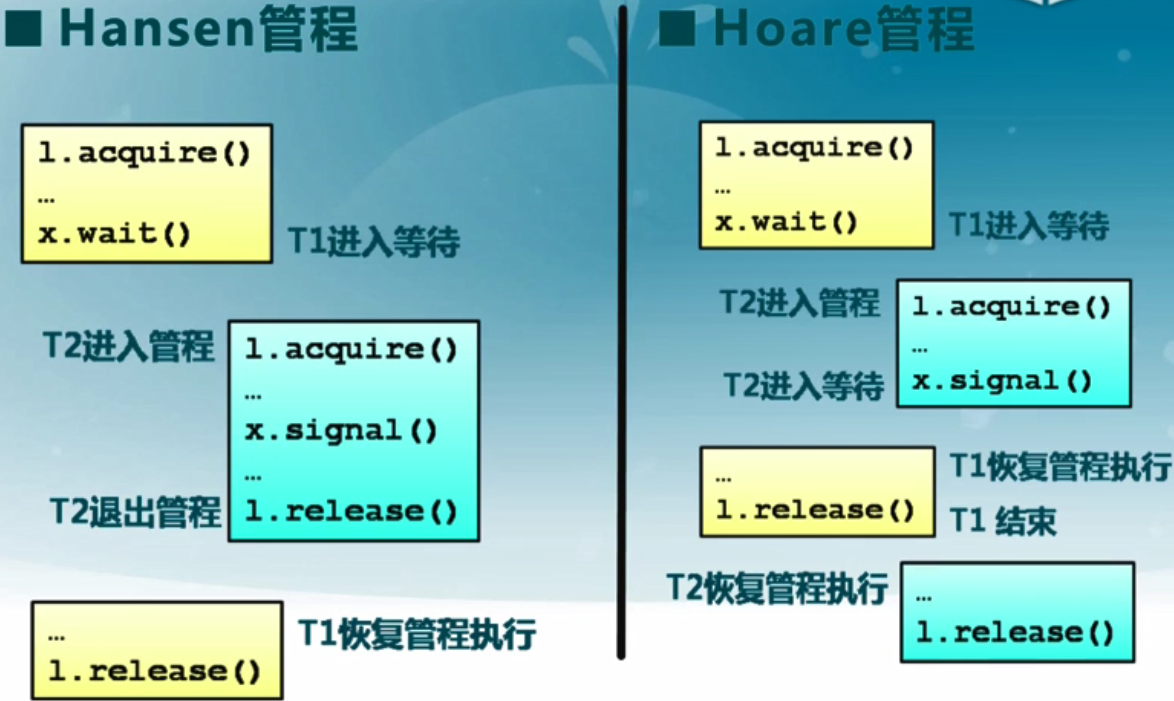 ■ Hansen管程
l.acquire()
…
x.wait()
T1进入等待
T2进入管程
l.acquire()
…
x.signal()
…
T2退出管程
l.release()
…
l.release()
T1恢复管程执行
■ Hoare管程
l.acquire()
…
x.wait()
T1进入等待
T2进入管程
l.acquire()
…
T2进入等待
x.signal()
…
T1恢复管程执行
l.release()
T1 结束
T2恢复管程执行
…
l.release()